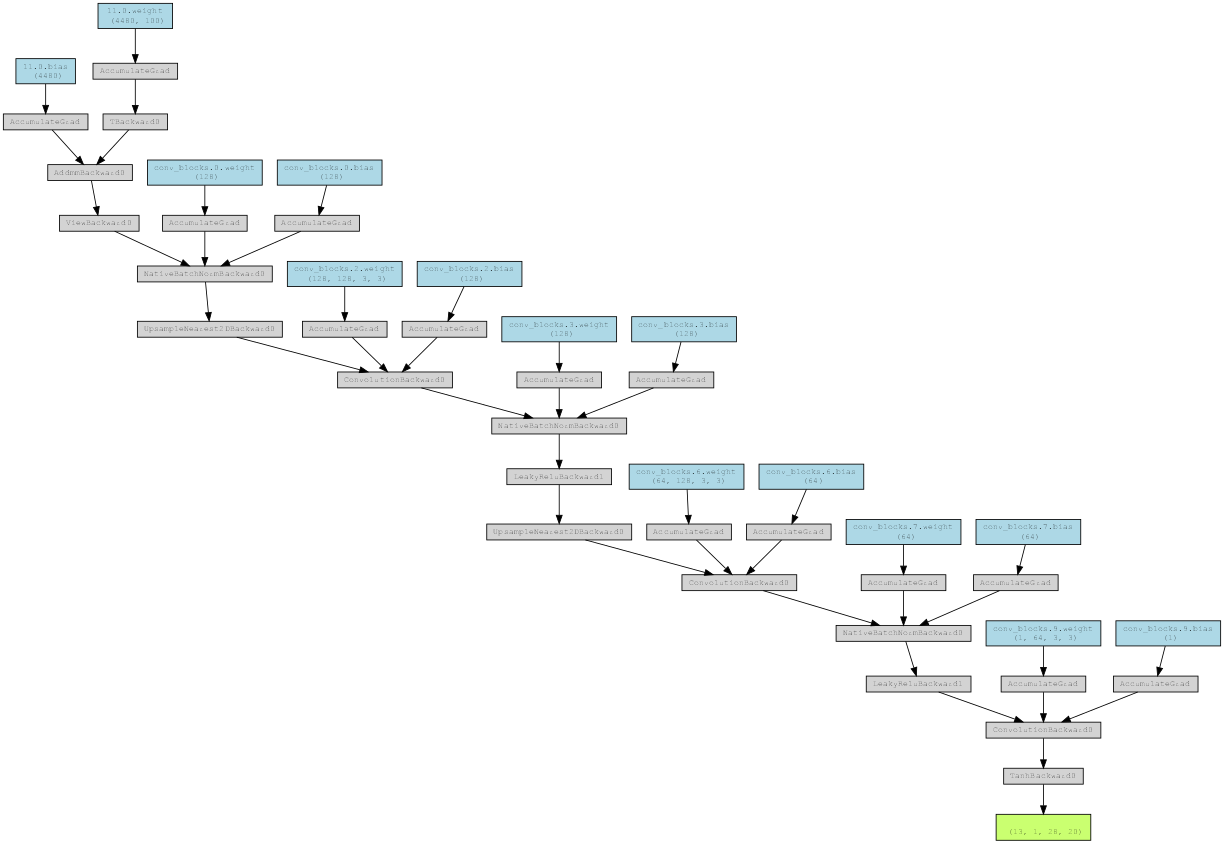 l1.0.weight
(4480, 100)
l1.0.bias
(4480)
AccumulateGrad
AccumulateGrad
TBackward0
AddmmBackward0
conv_blocks.0.weight
(128)
conv_blocks.0.bias
(128)
ViewBackward0
AccumulateGrad
AccumulateGrad
NativeBatchNormBackward0
conv_blocks.2.weight
(128, 128, 3, 3)
conv_blocks.2.bias
(128)
UpsampleNearest2DBackward0
AccumulateGrad
AccumulateGrad
conv_blocks.3.weight
(128)
conv_blocks.3.bias
(128)
ConvolutionBackward0
AccumulateGrad
AccumulateGrad
NativeBatchNormBackward0
LeakyReluBackward1
conv_blocks.6.weight
(64, 128, 3, 3)
conv_blocks.6.bias
(64)
UpsampleNearest2DBackward0
AccumulateGrad
AccumulateGrad
conv_blocks.7.weight
(64)
conv_blocks.7.bias
(64)
ConvolutionBackward0
AccumulateGrad
AccumulateGrad
NativeBatchNormBackward0
conv_blocks.9.weight
(1, 64, 3, 3)
conv_blocks.9.bias
(1)
LeakyReluBackward1
AccumulateGrad
AccumulateGrad
ConvolutionBackward0
TanhBackward0
(13, 1, 28, 20)